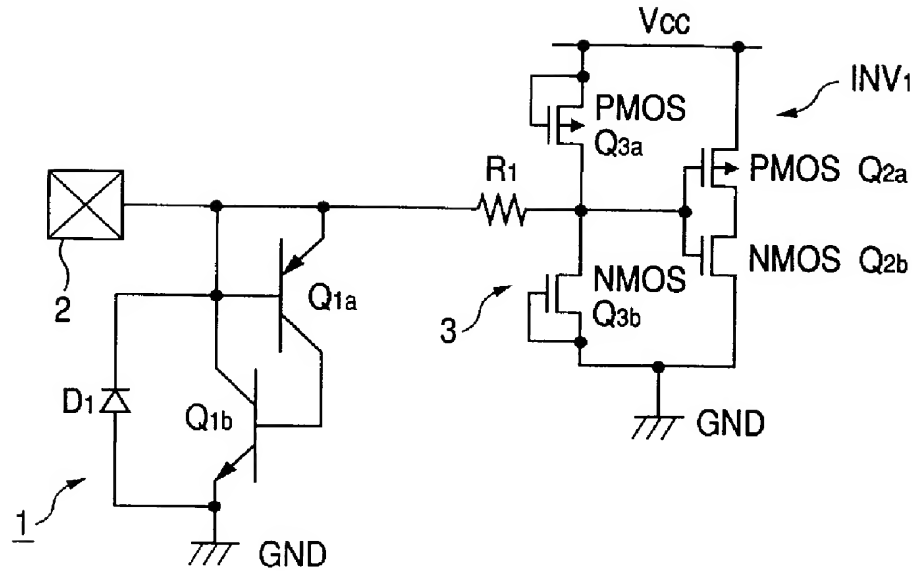 Vcc
INV1
PMOS
Q3a
R1
PMOS Q2a
2
Q1a
NMOS
Q3b
NMOS Q2b
3
D1
Q1b
GND
1
GND